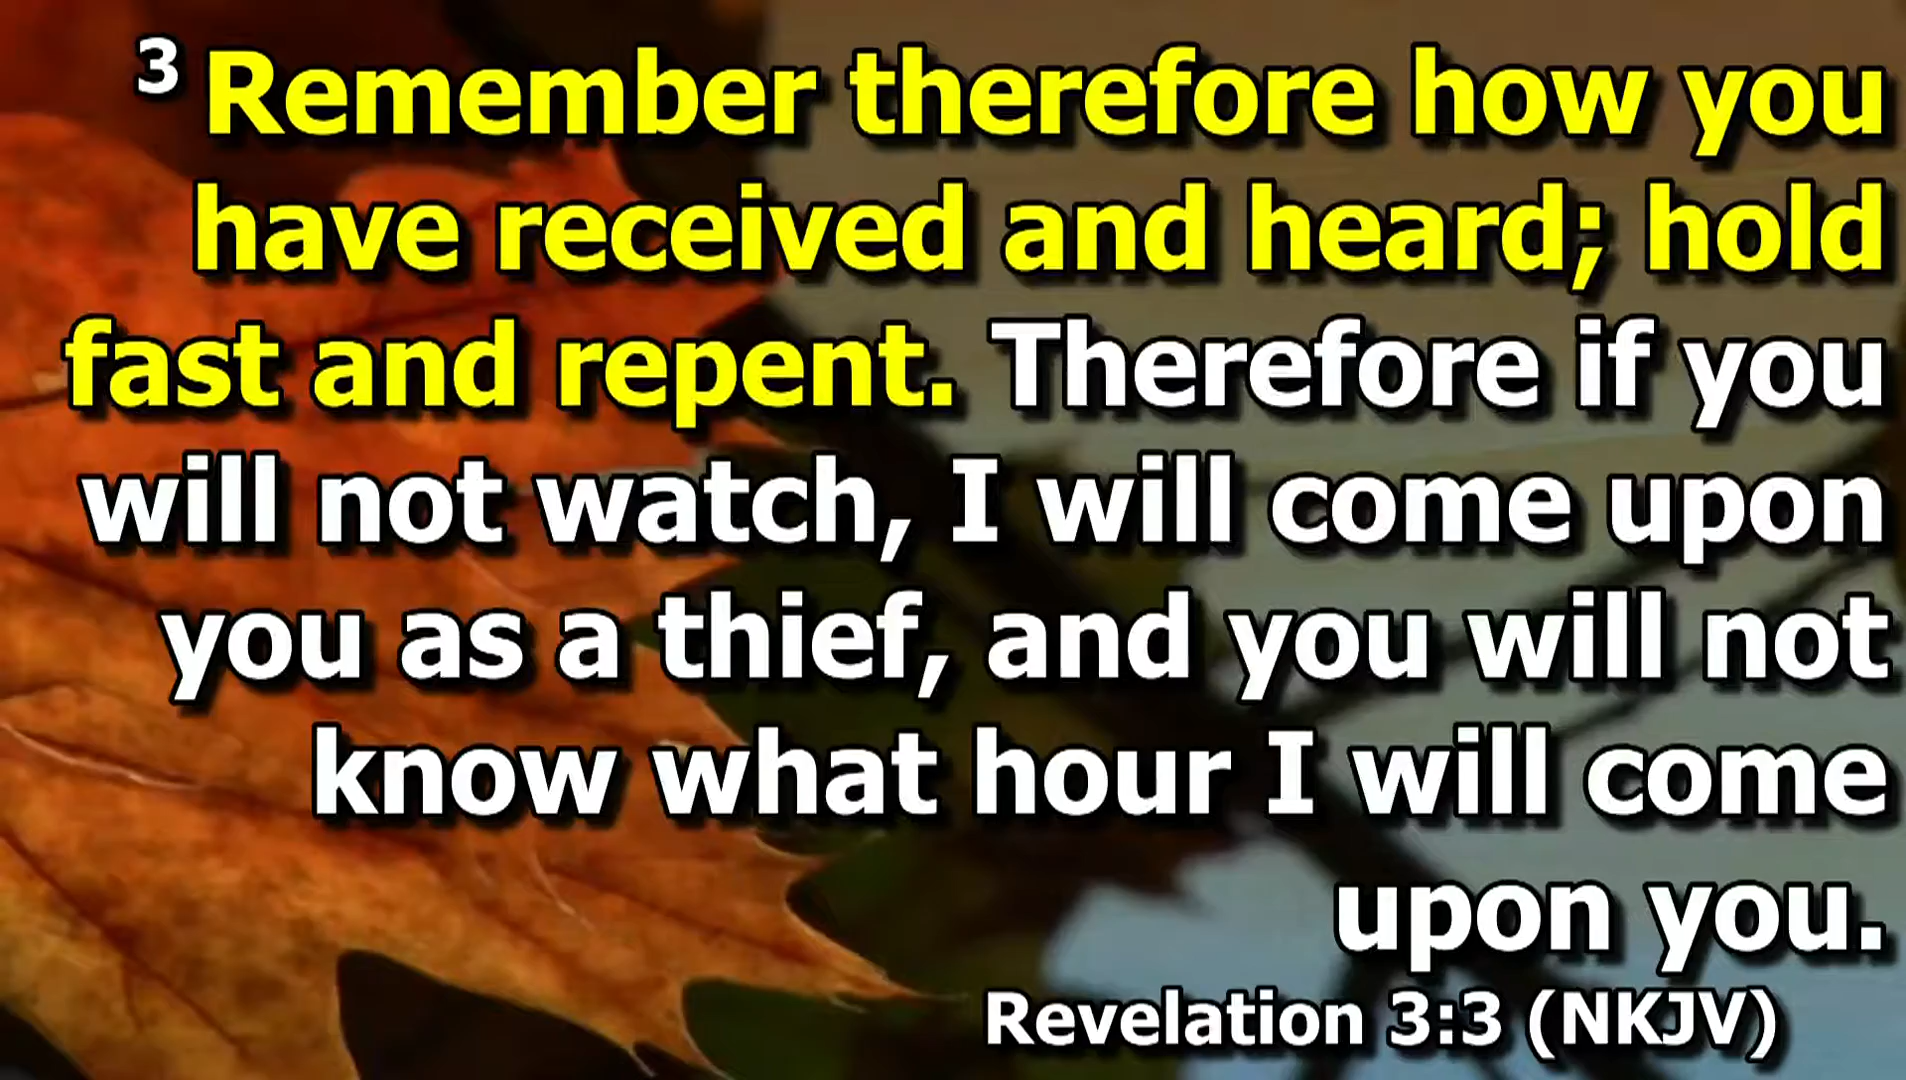 3 Remember therefore how you
have received and heard; hold
fast and repent. Therefore if you
will not watch, I will come upon
you as a thief, and you will not
know what hour I will come
upon you.
Revelation 3:3 (NKJV)